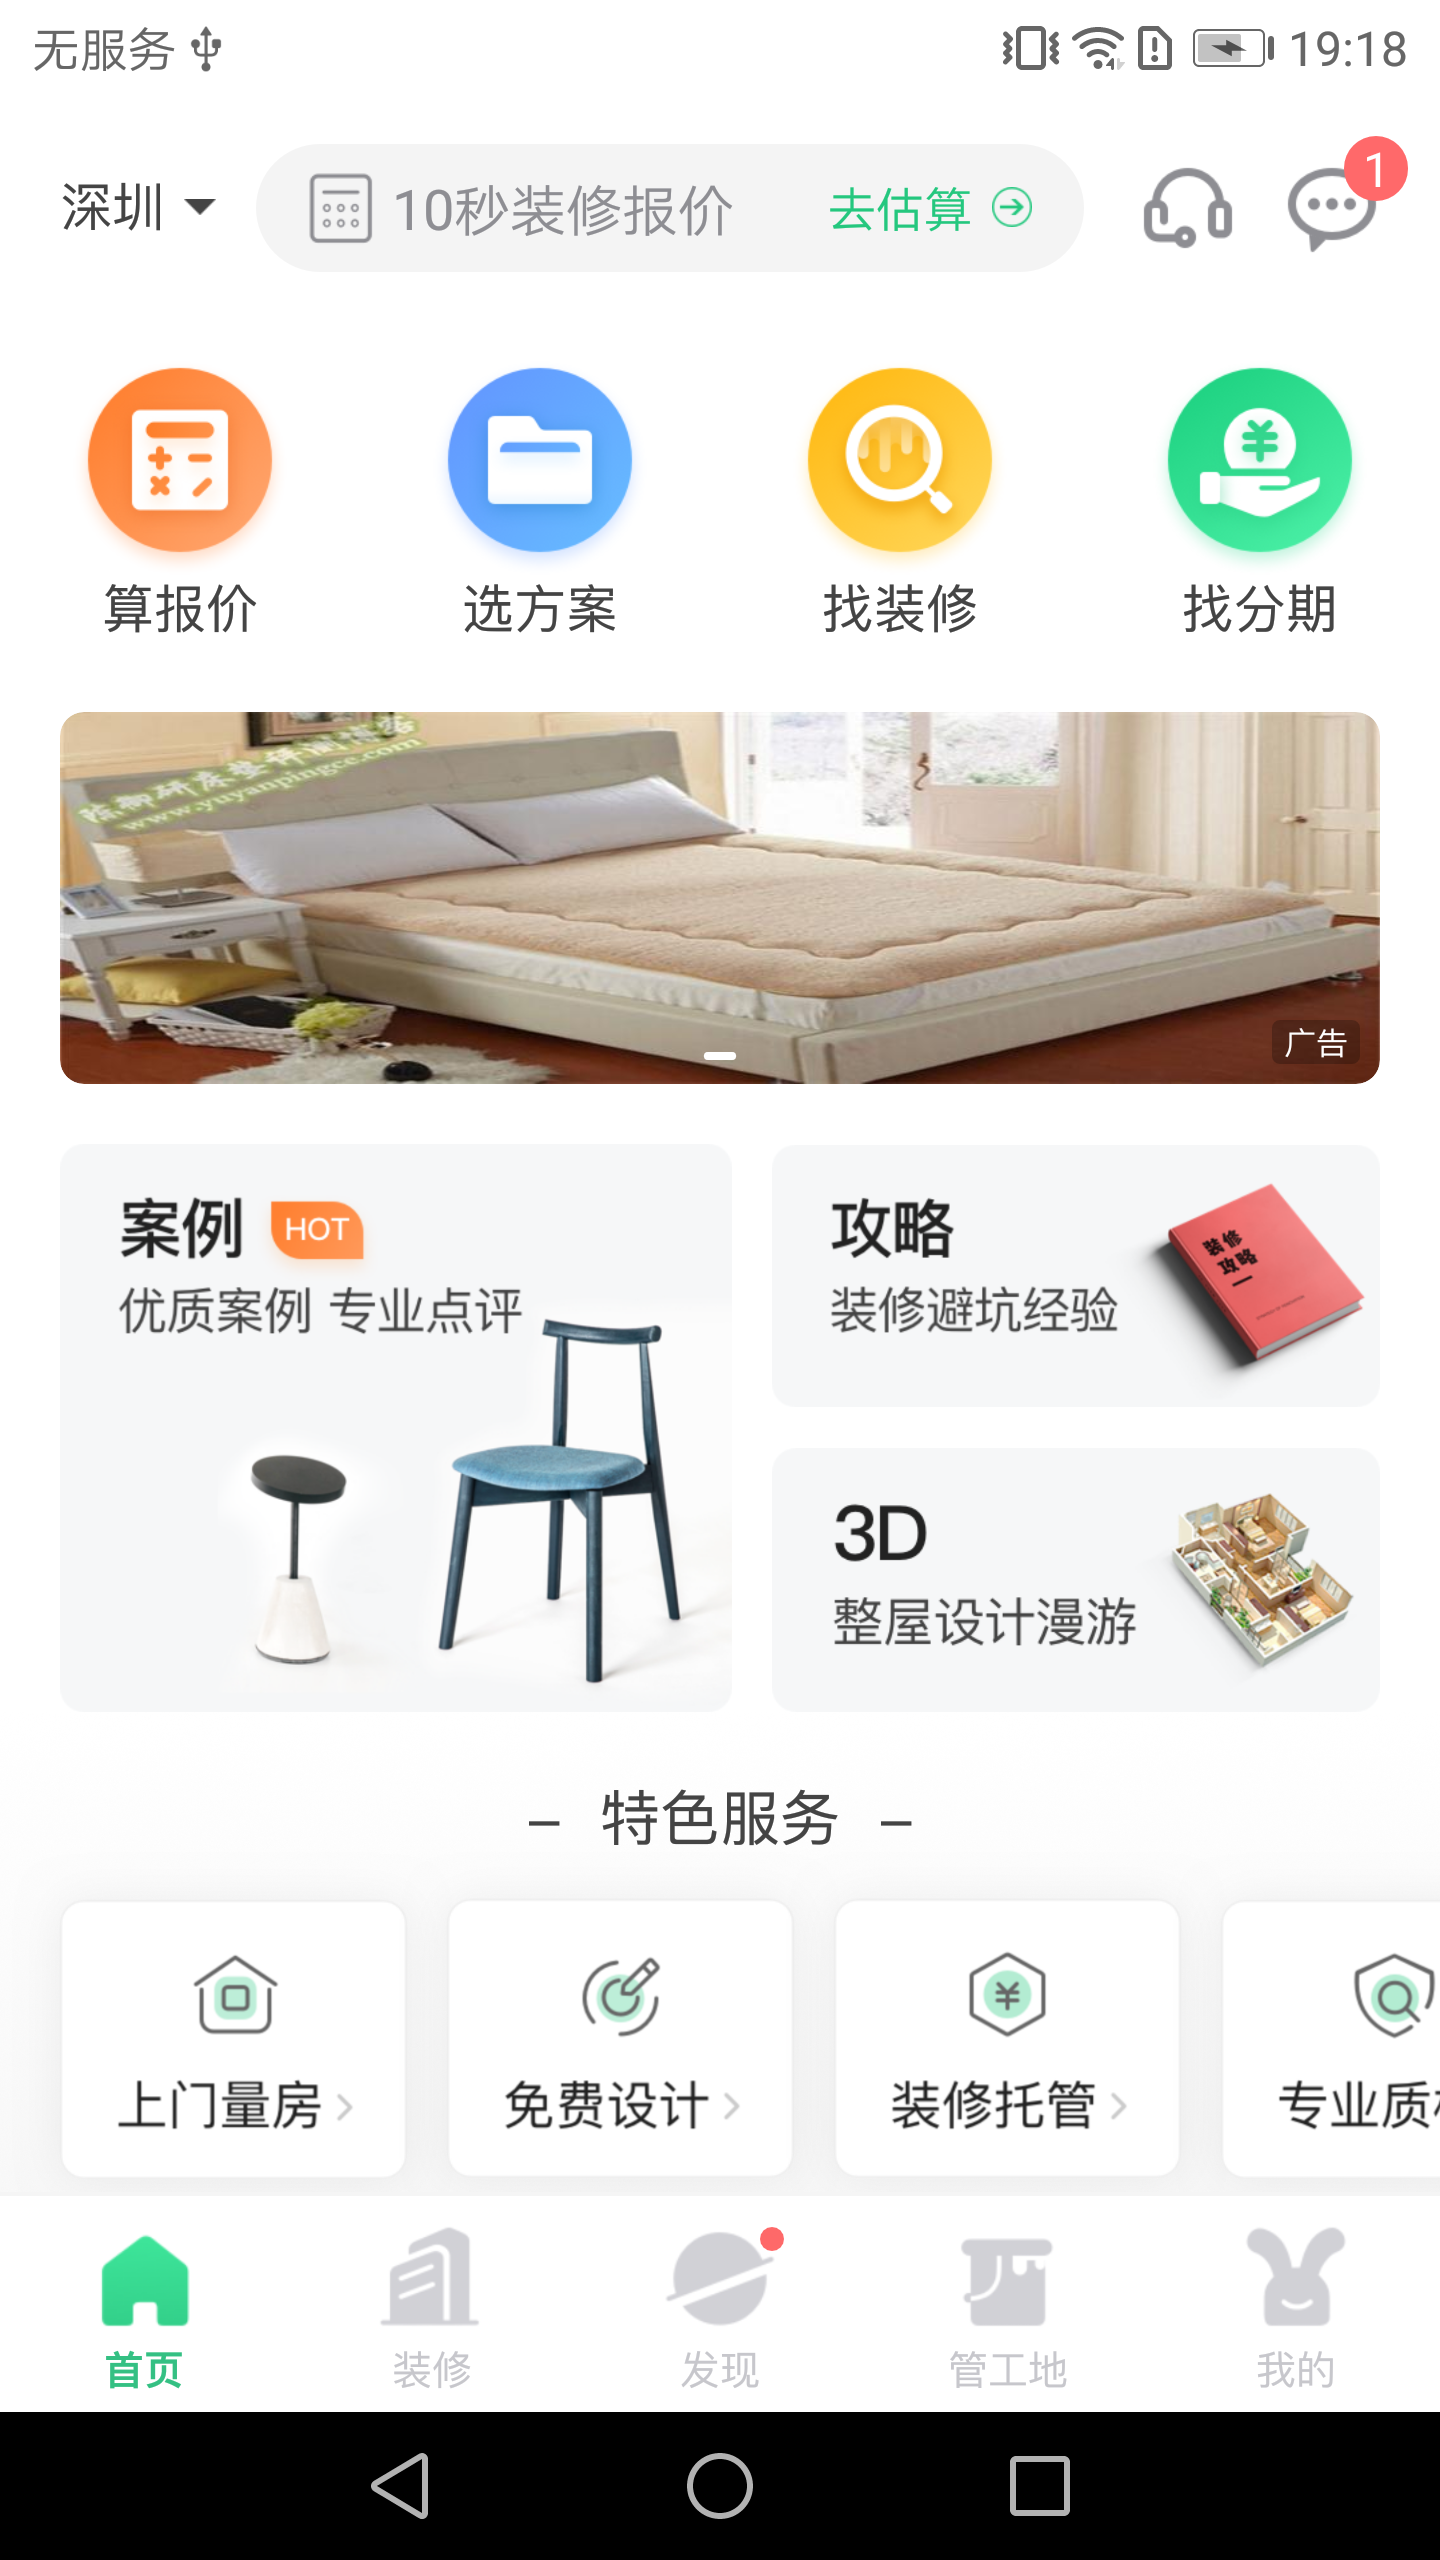 无服务
19:18
深圳
10秒装修报价
去估算
1
算报价
选方案
找装修
找分期
www.yuyanpingce.com
广告
案例
HOT
优质案例 专业点评
攻略
装修避坑经验
装修
攻略
3D
整屋设计漫游
– 特色服务 –
上门量房
免费设计
装修托管
专业质
首页
装修
发现
管工地
我的